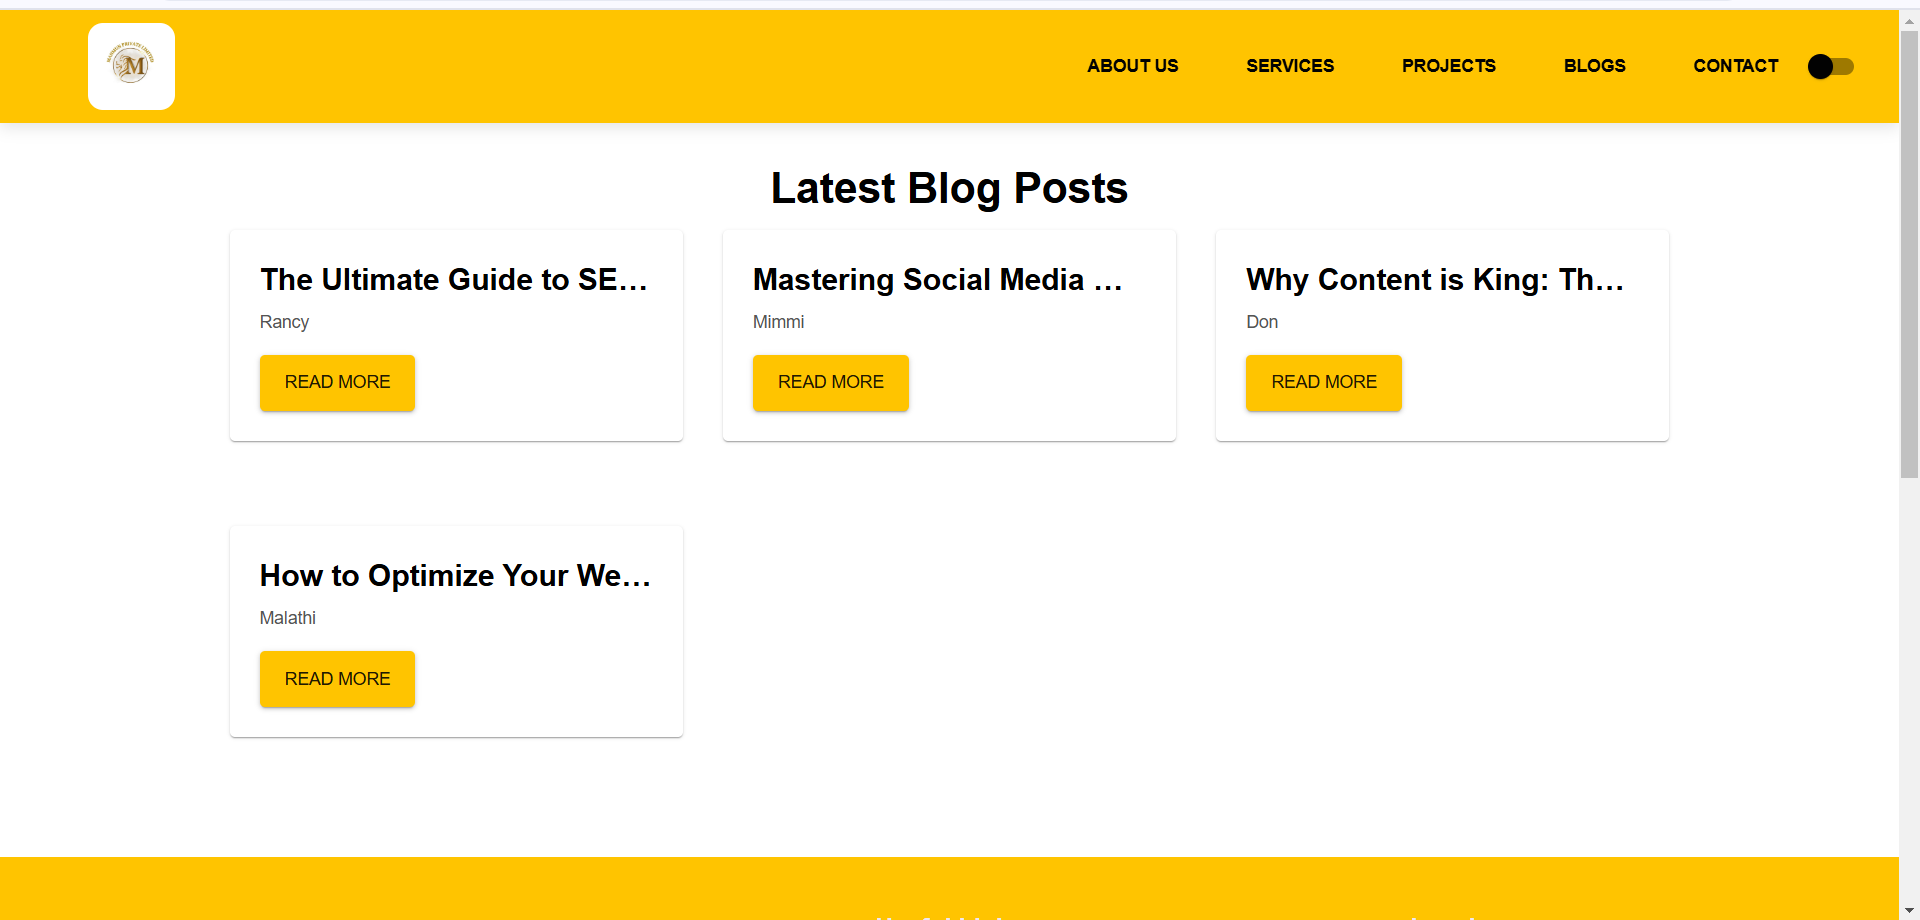 M
ABOUT US
SERVICES
PROJECTS
BLOGS
CONTACT
Latest Blog Posts
The Ultimate Guide to SE...
Rancy
READ MORE
Mastering Social Media ...
Mimmi
READ MORE
Why Content is King: Th...
Don
READ MORE
How to Optimize Your We...
Malathi
READ MORE